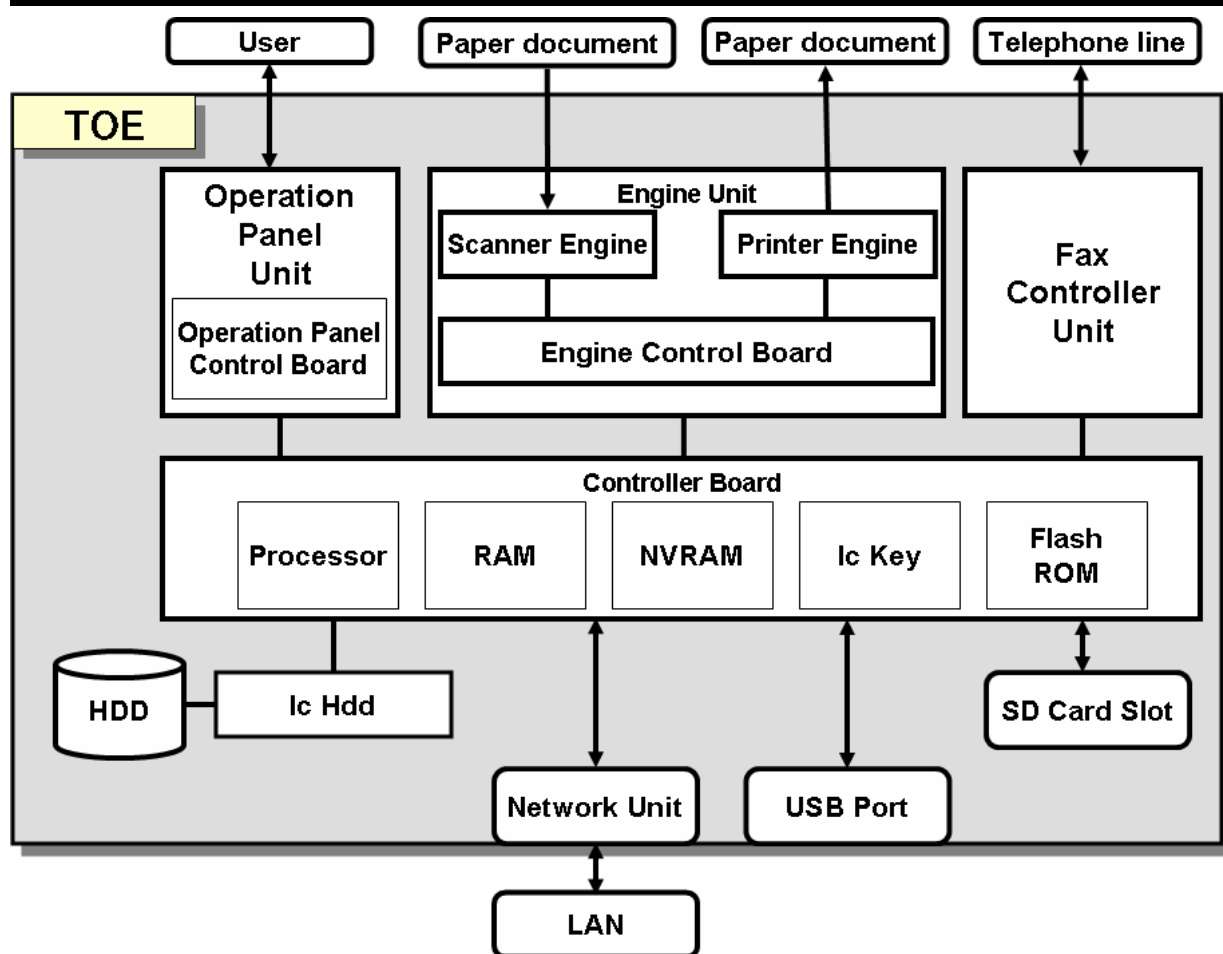 User
Paper document
Paper document
Telephone line
TOE
Operation
Panel
Unit
Operation Panel
Control Board
Engine Unit
Scanner Engine
Printer Engine
Engine Control Board
Fax
Controller
Unit
Controller Board
Processor
RAM
NVRAM
Ic Key
Flash
ROM
HDD
Ic Hdd
SD Card Slot
Network Unit
USB Port
LAN